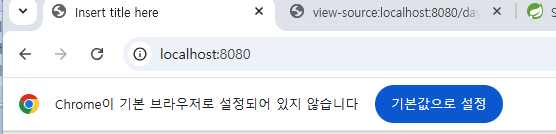 Insert title here
view-source:localhost:8080/day
S
localhost:8080
Chrome이 기본 브라우저로 설정되어 있지 않습니다
기본값으로 설정